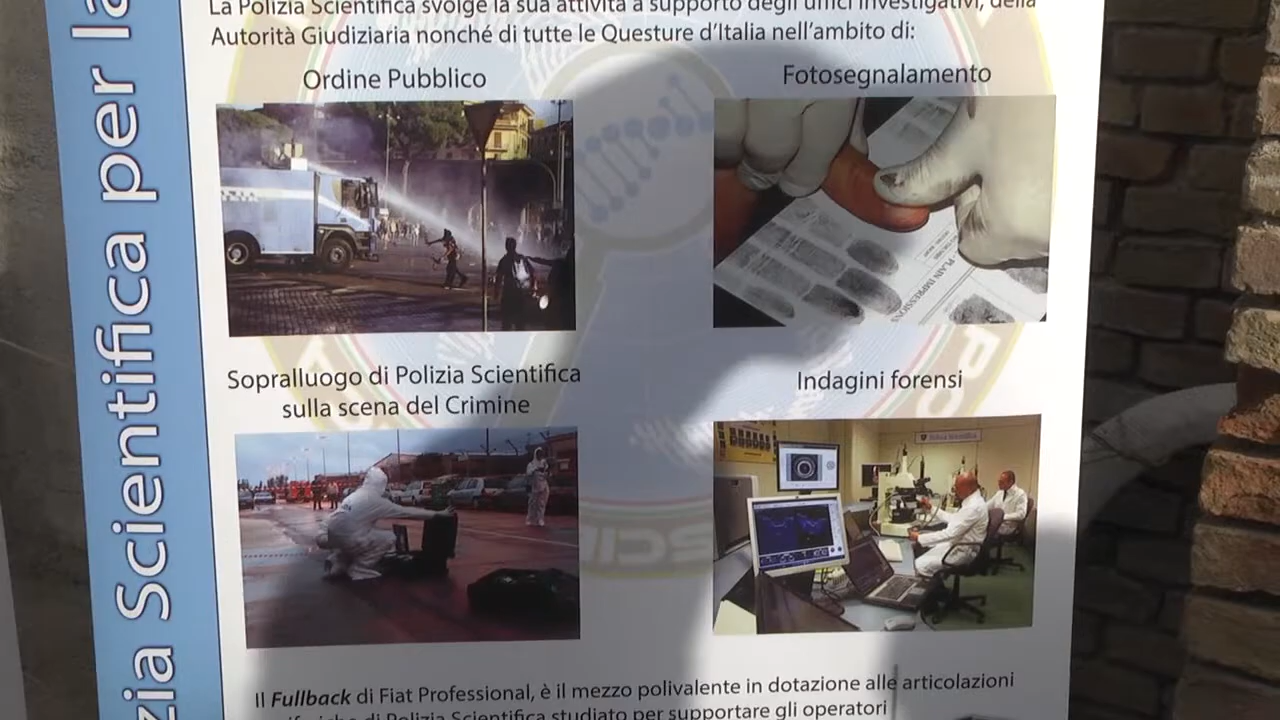 La Polizia Scientifica svolge la sua attività a supporto degli uffici investigativi, della
Autorità Giudiziaria nonché di tutte le Questure d'Italia nell'ambito di:
Ordine Pubblico
Fotosegnalamento
PLAIN IMPRESSIONS
Sopralluogo di Polizia Scientifica
sulla scena del Crimine
Indagini forensi
Il Fullback di Fiat Professional, è il mezzo polivalente in dotazione alle articolazioni
di Polizia Scientifica studiato per supportare gli operatori
zia Scientifica per la